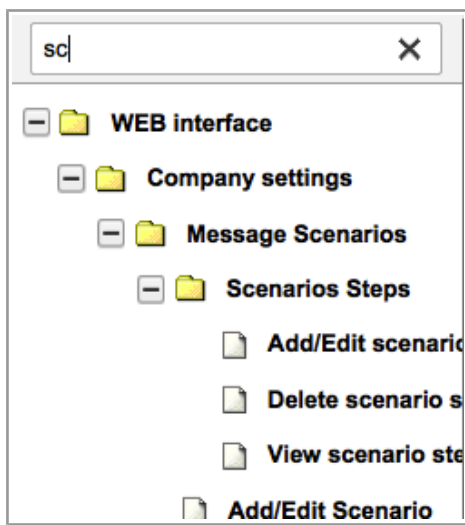 sc
WEB interface
Company settings
Message Scenarios
Scenarios Steps
Add/Edit scenario
Delete scenario s
View scenario ste
Add/Edit Scenario